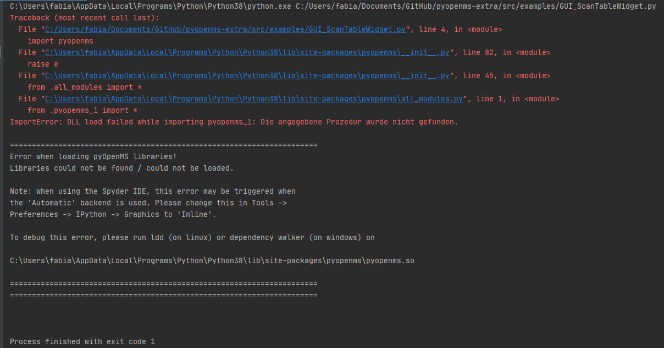 C:\Users\fabia\AppData\Local\Programs\Python\Python38\python.exe C:/Users/fabia/Documents/GitHub/pyopenms-extra/src/examples/GUI_ScanTableWidget.py
Traceback (most recent call last):
File "C:/Users/fabia/Documents/GitHub/pyopenms-extra/src/examples/GUI_ScanTableWidget.py", line 4, in <module>
import pyopenms
File "C:\Users\fabia\AppData\Local\Programs\Python\Python38\lib\site-packages\pyopenms\__init__.py", line 82, in <module>
raise e
File "C:\Users\fabia\AppData\Local\Programs\Python\Python38\lib\site-packages\pyopenms\__init__.py", line 45, in <module>
from .all_modules import *
File "C:\Users\fabia\AppData\Local\Programs\Python\Python38\lib\site-packages\pyopenms\all_modules.py", line 1, in <module>
from .pyopenms_1 import *
ImportError: DLL load failed while importing pyopenms_1: Die angegebene Prozedur wurde nicht gefunden.
======================================================================
Error when loading pyOpenMS libraries!
Libraries could not be found / could not be loaded.
Note: when using the Spyder IDE, this error may be triggered when
the 'Automatic' backend is used. Please change this in Tools ->
Preferences -> IPython -> Graphics to 'Inline'.
To debug this error, please run ldd (on linux) or dependency walker (on windows) on
C:\Users\fabia\AppData\Local\Programs\Python\Python38\lib\site-packages\pyopenms\pyopenms.so
======================================================================
======================================================================
Process finished with exit code 1